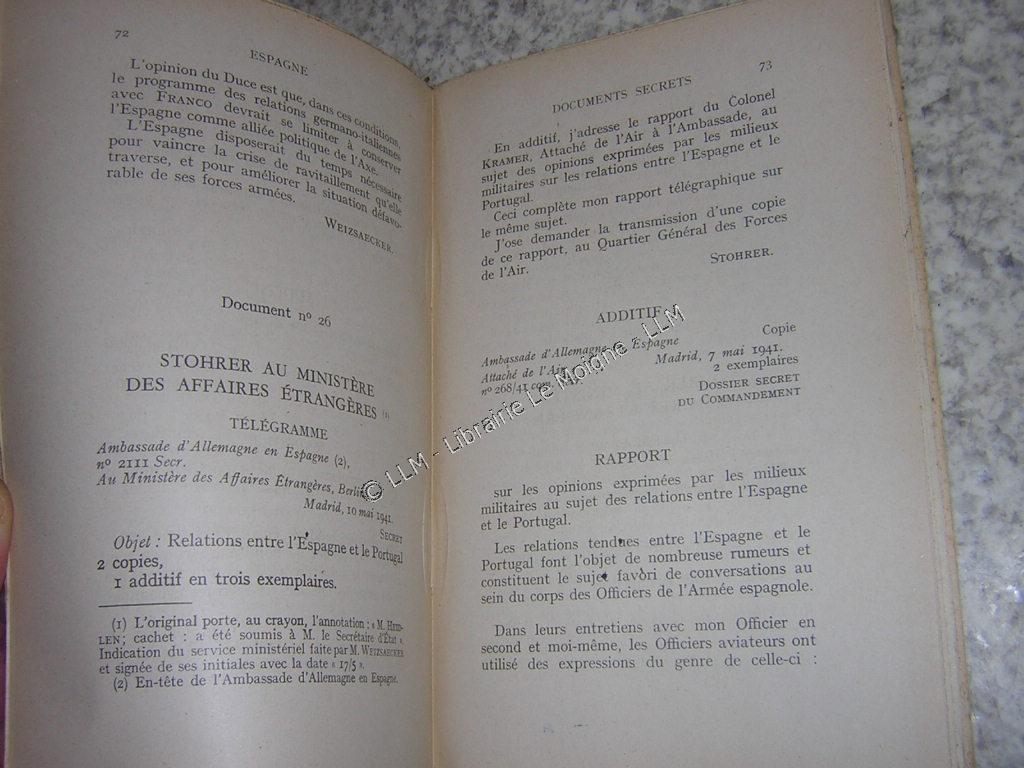 72
ESPAGNE
L'opinion du Duce est que, dans ces conditions,
le programme des relations germano-italiennes
avec FRANCO devrait se limiter à conserver
l'Espagne comme alliée politique de l'Axe.
L'Espagne disposerait du temps nécessaire
pour vaincre la crise de ravitaillement qu'elle
traverse, et pour améliorer la situation défavo-
rable de ses forces armées.
WEIZSAECKER.
Document nº 26
STOHRER AU MINISTÈRE
DES AFFAIRES ÉTRANGÈRES (1)
TÉLÉGRAMME
Ambassade d'Allemagne en Espagne (2),
nº 2111 Secr.
Au Ministère des Affaires Étrangères, Berlin
Madrid, 10 mai 1941.
SECRET
Objet : Relations entre l'Espagne et le Portugal
2 copies,
1 additif en trois exemplaires.
(1) L'original porte, au crayon, l'annotation : « M.
LEN; cachet : a été soumis à M. le Secrétaire d'État ».
Indication du service ministériel faite par M. WEIZSAECKER
et signée de ses initiales avec la date « 17/5 ».
(2) En-tête de l'Ambassade d'Allemagne en Espagne.
DOCUMENTS SECRETS
73
En additif, j'adresse le rapport du Colonel
KRAMER, Attaché de l'Air à l'Ambassade, au
sujet des opinions exprimées par les milieux
militaires sur les relations entre l'Espagne et le
Portugal.
Ceci complète mon rapport télégraphique sur
le même sujet.
J'ose demander la transmission d'une copie
de ce rapport, au Quartier Général des Forces
de l'Air.
STOHRER.
ADDITIF
Copie
Ambassade d'Allemagne en Espagne
Attaché de l'Air
Madrid, 7 mai 1941.
nº 268/41
2 exemplaires
DOSSIER SECRET
DU COMMANDEMENT
RAPPORT
sur les opinions exprimées par les milieux
militaires au sujet des relations entre l'Espagne
et le Portugal.
Les relations tendues entre l'Espagne et le
Portugal font l'objet de nombreuse rumeurs et
constituent le sujet favori de conversations au
sein du corps des Officiers de l'Armée espagnole.
Dans leurs entretiens avec mon Officier en
second et moi-même, les Officiers aviateurs ont
utilisé des expressions du genre de celle-ci :
© LLM - Librairie Le Moigne - LLM